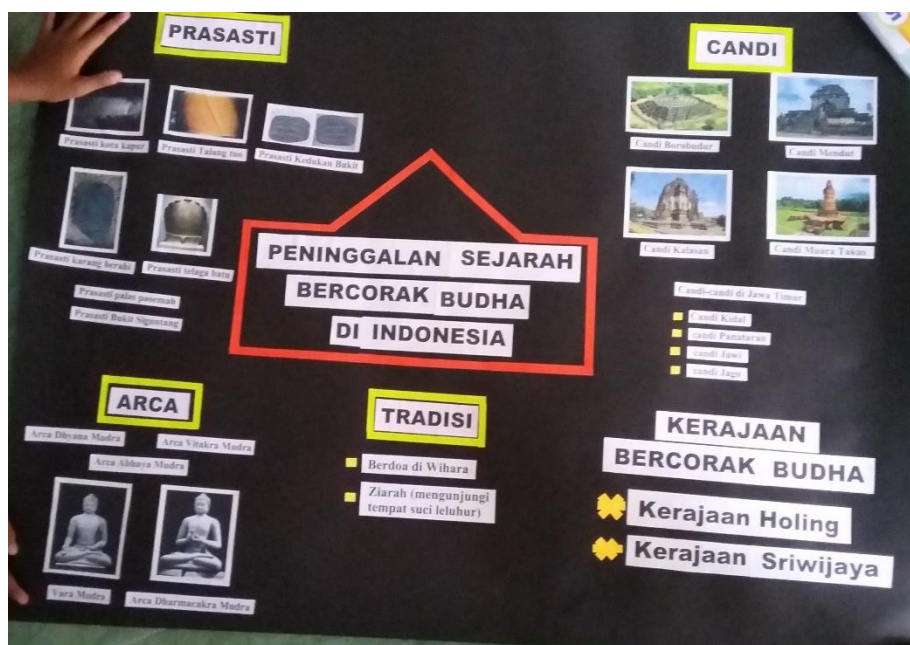 PRASASTI
Prasasti kota kapur
Prasasti Talang tuo
Prasasti Kedukan Bukit
Prasasti karang berahi
Prasasti telaga batu
Prasasti palas pasemah
Prasasti Bukit Siguntang
CANDI
Candi Borubudur
Candi Mendut
Candi Kalasan
Candi Muara Takus
Candi-candi di Jawa Timur
Candi Kidal
candi Panataran
candi Jawi
candi Jago
PENINGGALAN SEJARAH
BERCORAK BUDHA
DI INDONESIA
ARCA
Arca Dhyana Mudra
Arca Vitakra Mudra
Arca Abhaya Mudra
Vara Mudra
Arca Dharmacakra Mudra
TRADISI
Berdoa di Wihara
Ziarah (mengunjungi
tempat suci leluhur)
KERAJAAN
BERCORAK BUDHA
Kerajaan Holing
Kerajaan Sriwijaya